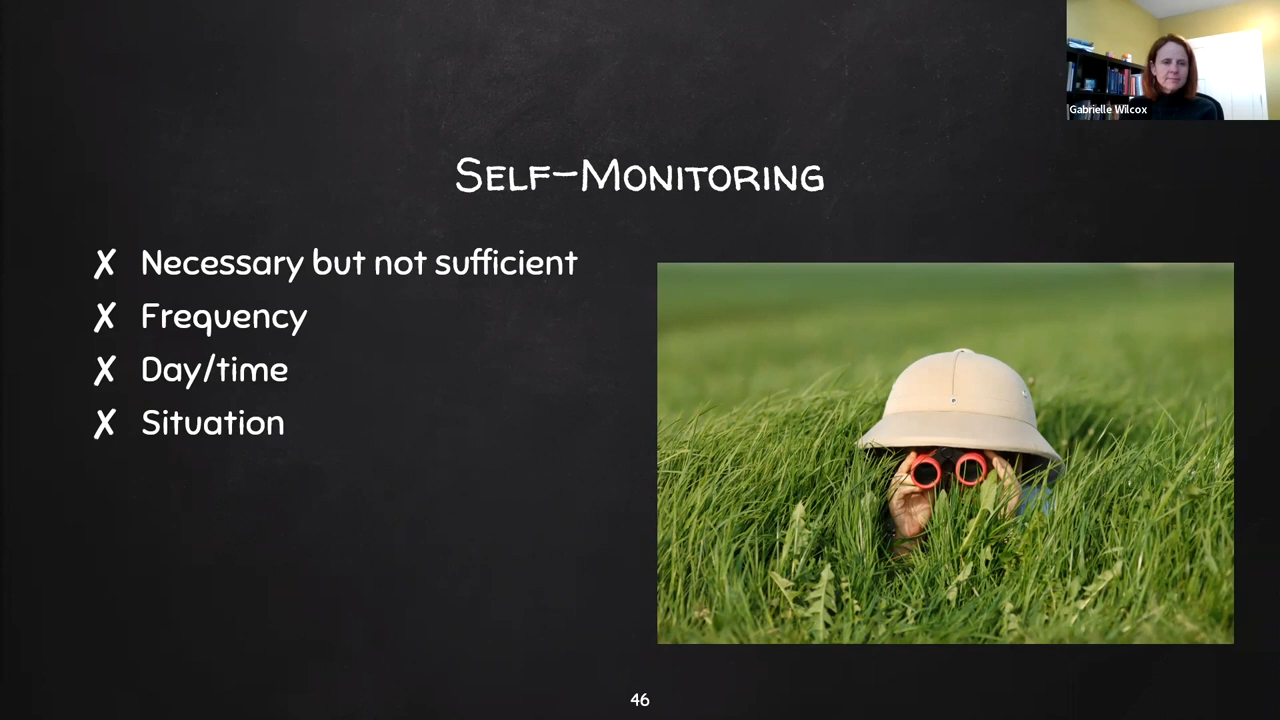 Gabrielle Wilcox
Self-Monitoring
✗ Necessary but not sufficient
✗ Frequency
✗ Day/time
✗ Situation
46